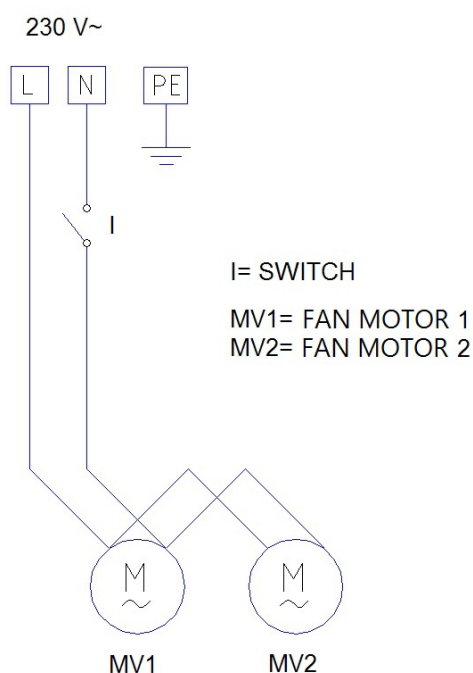 230 V~
L N PE
I
I= SWITCH
MV1= FAN MOTOR 1
MV2= FAN MOTOR 2
M M
MV1 MV2